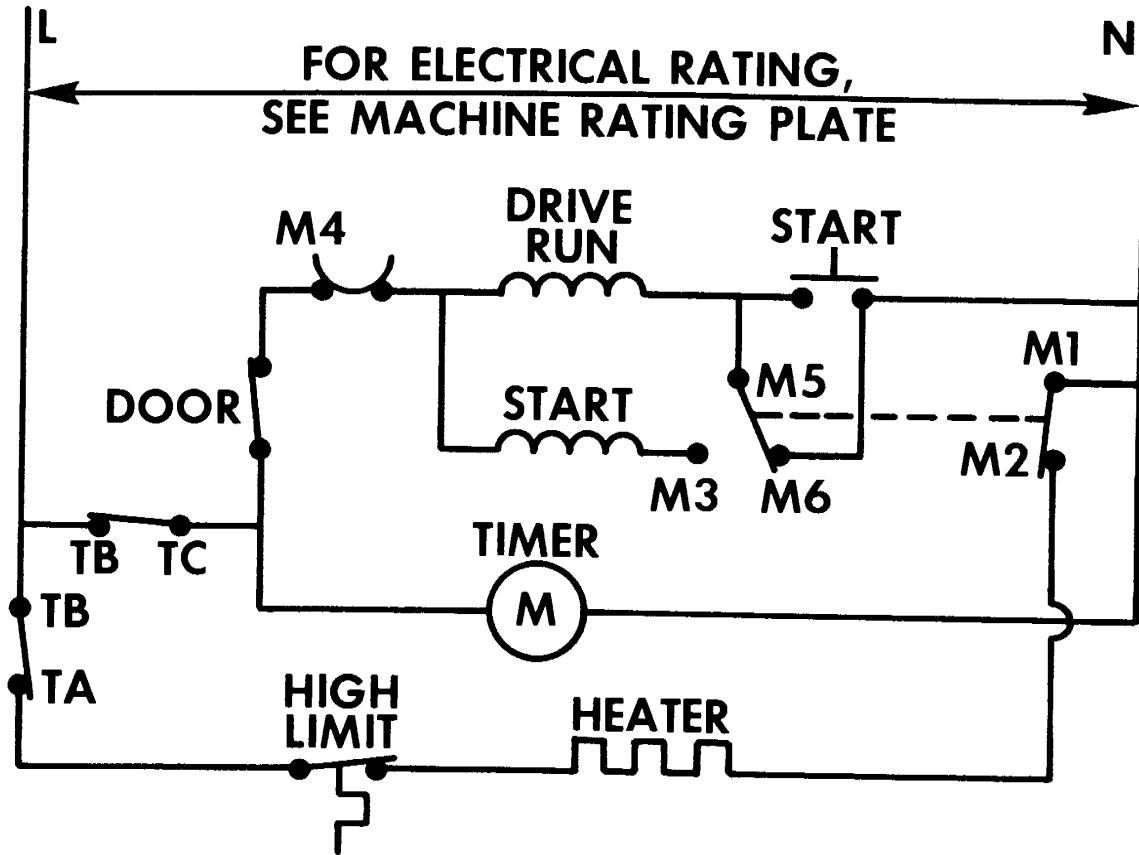 L
N
FOR ELECTRICAL RATING,
SEE MACHINE RATING PLATE
DRIVE
RUN
START
M4
M1
M5
DOOR
START
M2
M3
M6
TB
TC
TIMER
TB
M
TA
HIGH
LIMIT
HEATER